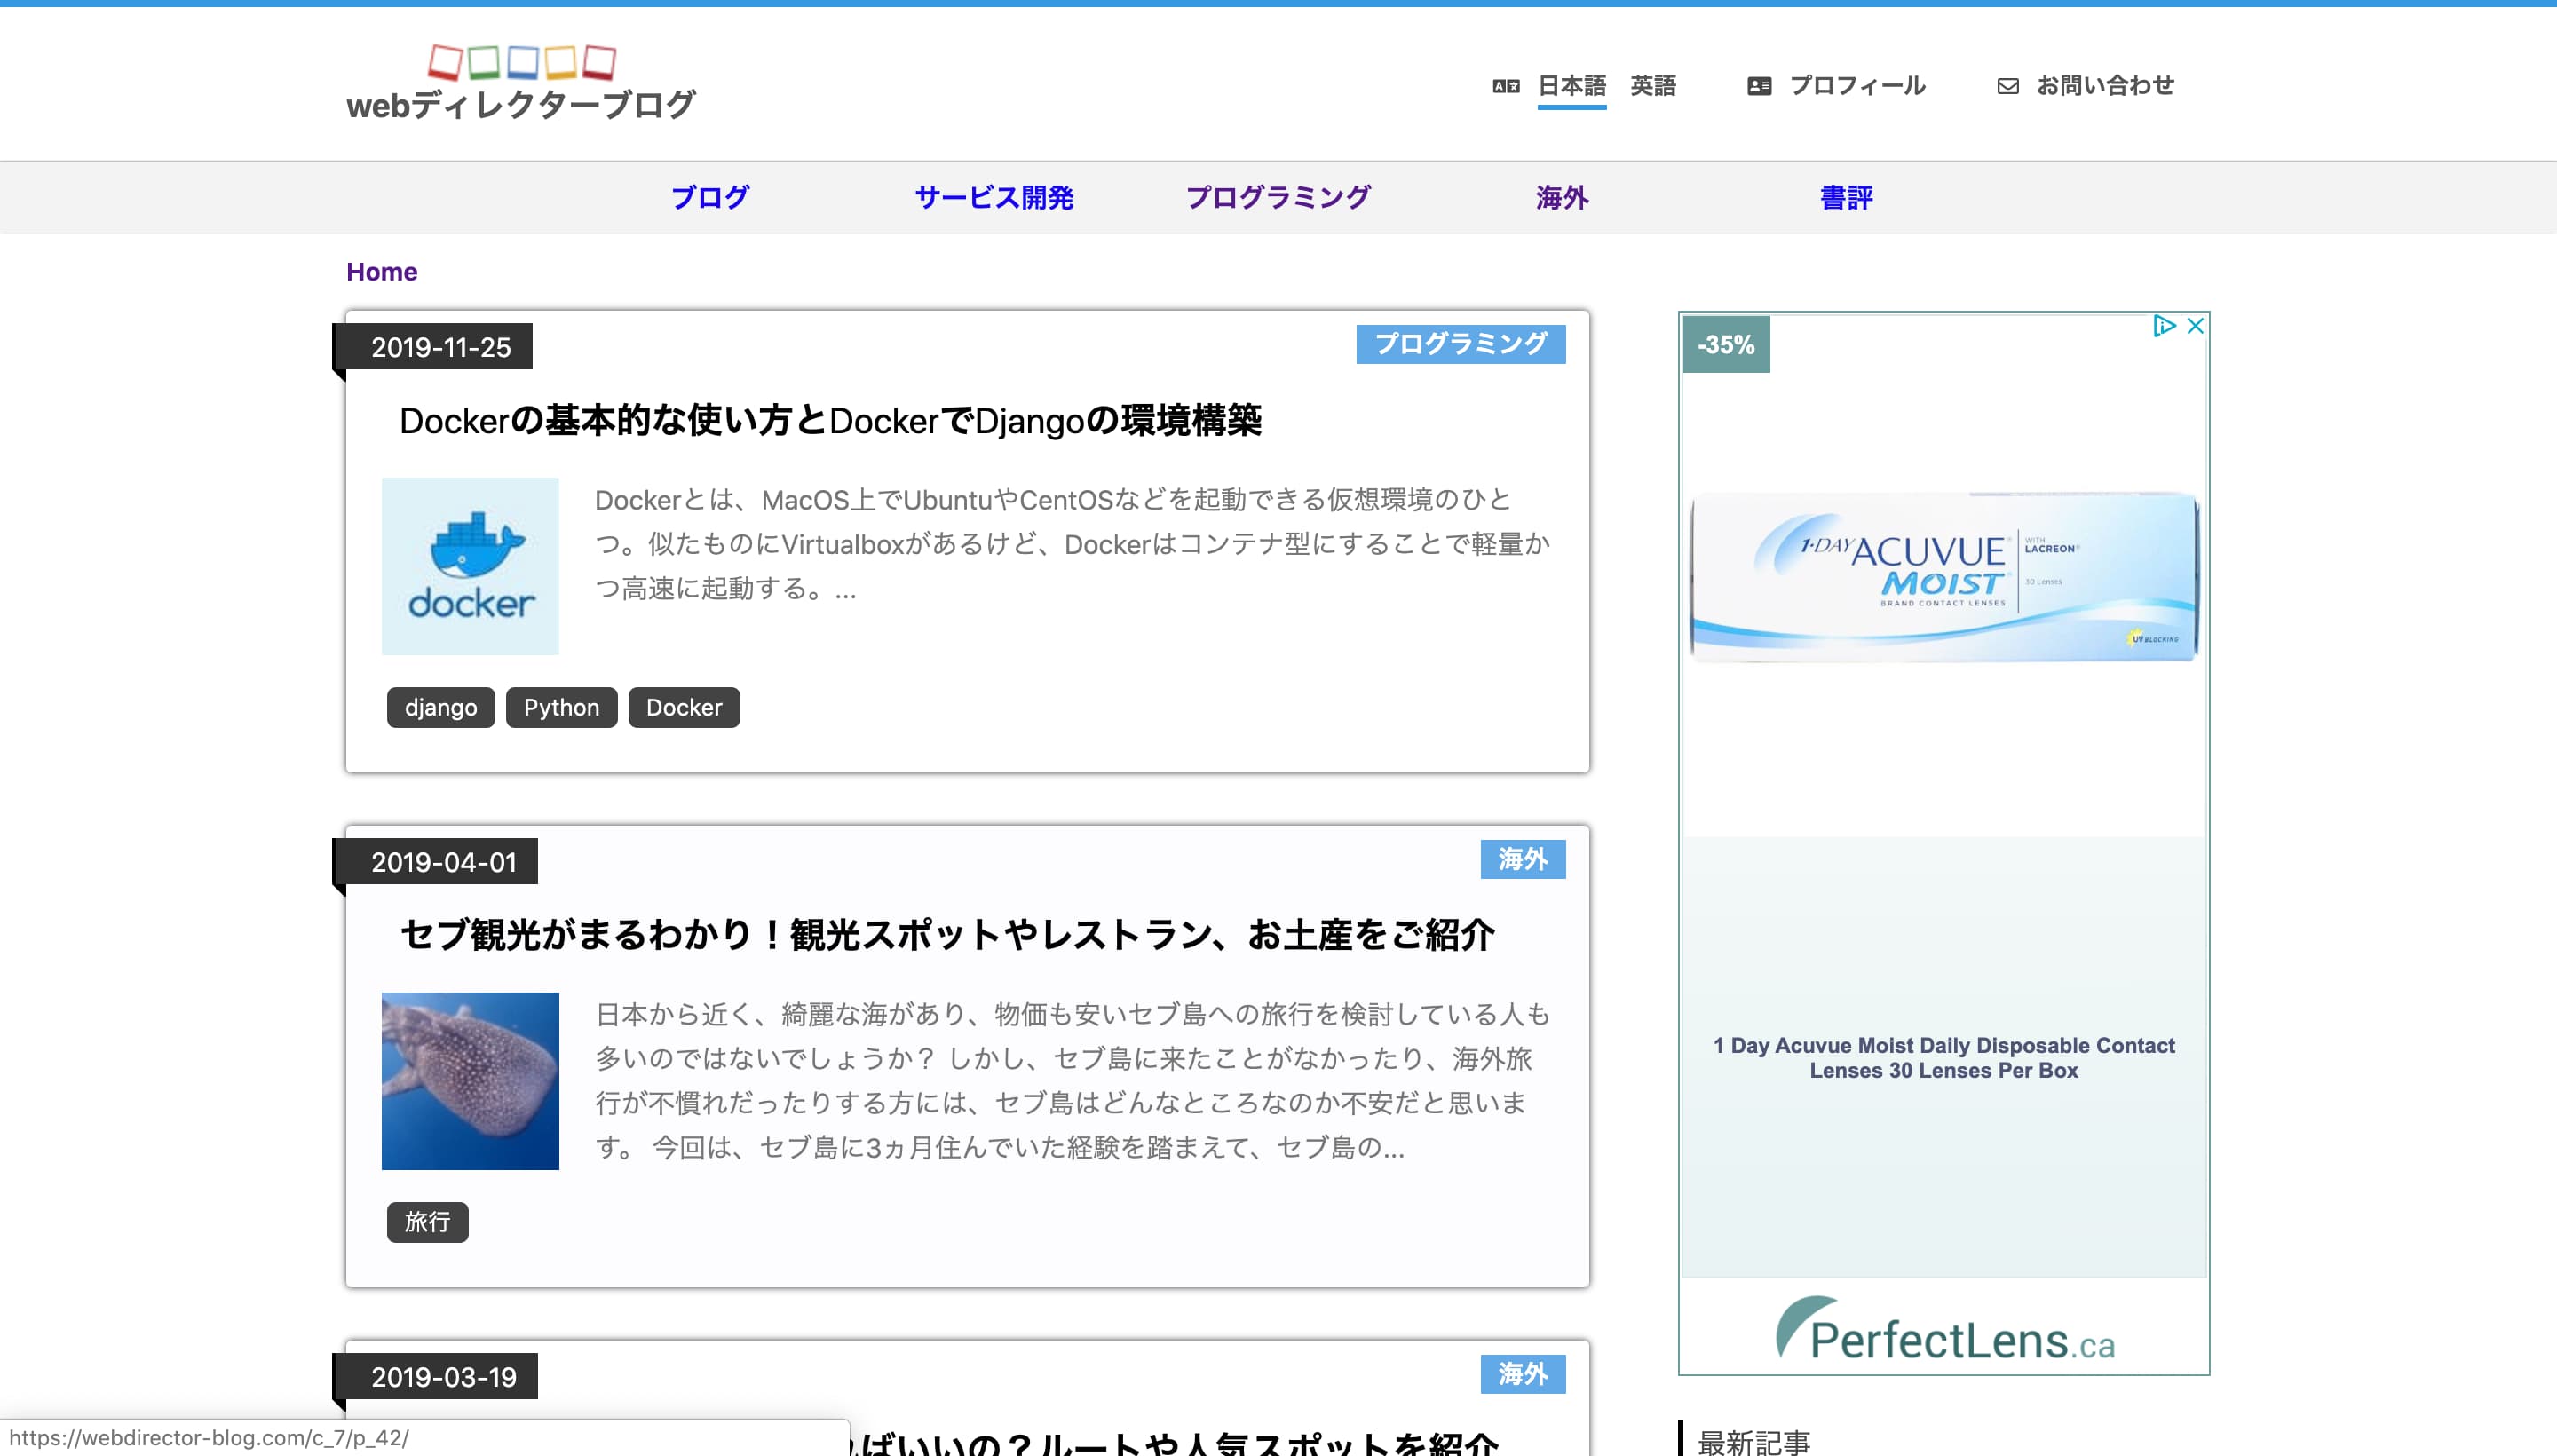 webディレクターブログ
日本語 英語 プロフィール お問い合わせ
ブログ サービス開発 プログラミング 海外 書評
Home
2019-11-25 プログラミング
Dockerの基本的な使い方とDockerでDjangoの環境構築
Dockerとは、MacOS上でUbuntuやCentOSなどを起動できる仮想環境のひと
つ。似たものにVirtualboxがあるけど、Dockerはコンテナ型にすることで軽量か
つ高速に起動する。...
docker
django Python Docker
2019-04-01 海外
セブ観光がまるわかり！観光スポットやレストラン、お土産をご紹介
日本から近く、綺麗な海があり、物価も安いセブ島への旅行を検討している人も
多いのではないでしょうか？ しかし、セブ島に来たことがなかったり、海外旅
行が不慣れだったりする方には、セブ島はどんなところなのか不安だと思いま
す。 今回は、セブ島に3ヵ月住んでいた経験を踏まえて、セブ島の...
旅行
2019-03-19 海外
ばいいの？ルートや人気スポットを紹介
https://webdirector-blog.com/c_7/p_42/
-35%
1·DAY ACUVUE® MOIST®
WITH LACREON®
30 Lenses
BRAND CONTACT LENSES
UV BLOCKING
1 Day Acuvue Moist Daily Disposable Contact
Lenses 30 Lenses Per Box
PerfectLens.ca
最新記事